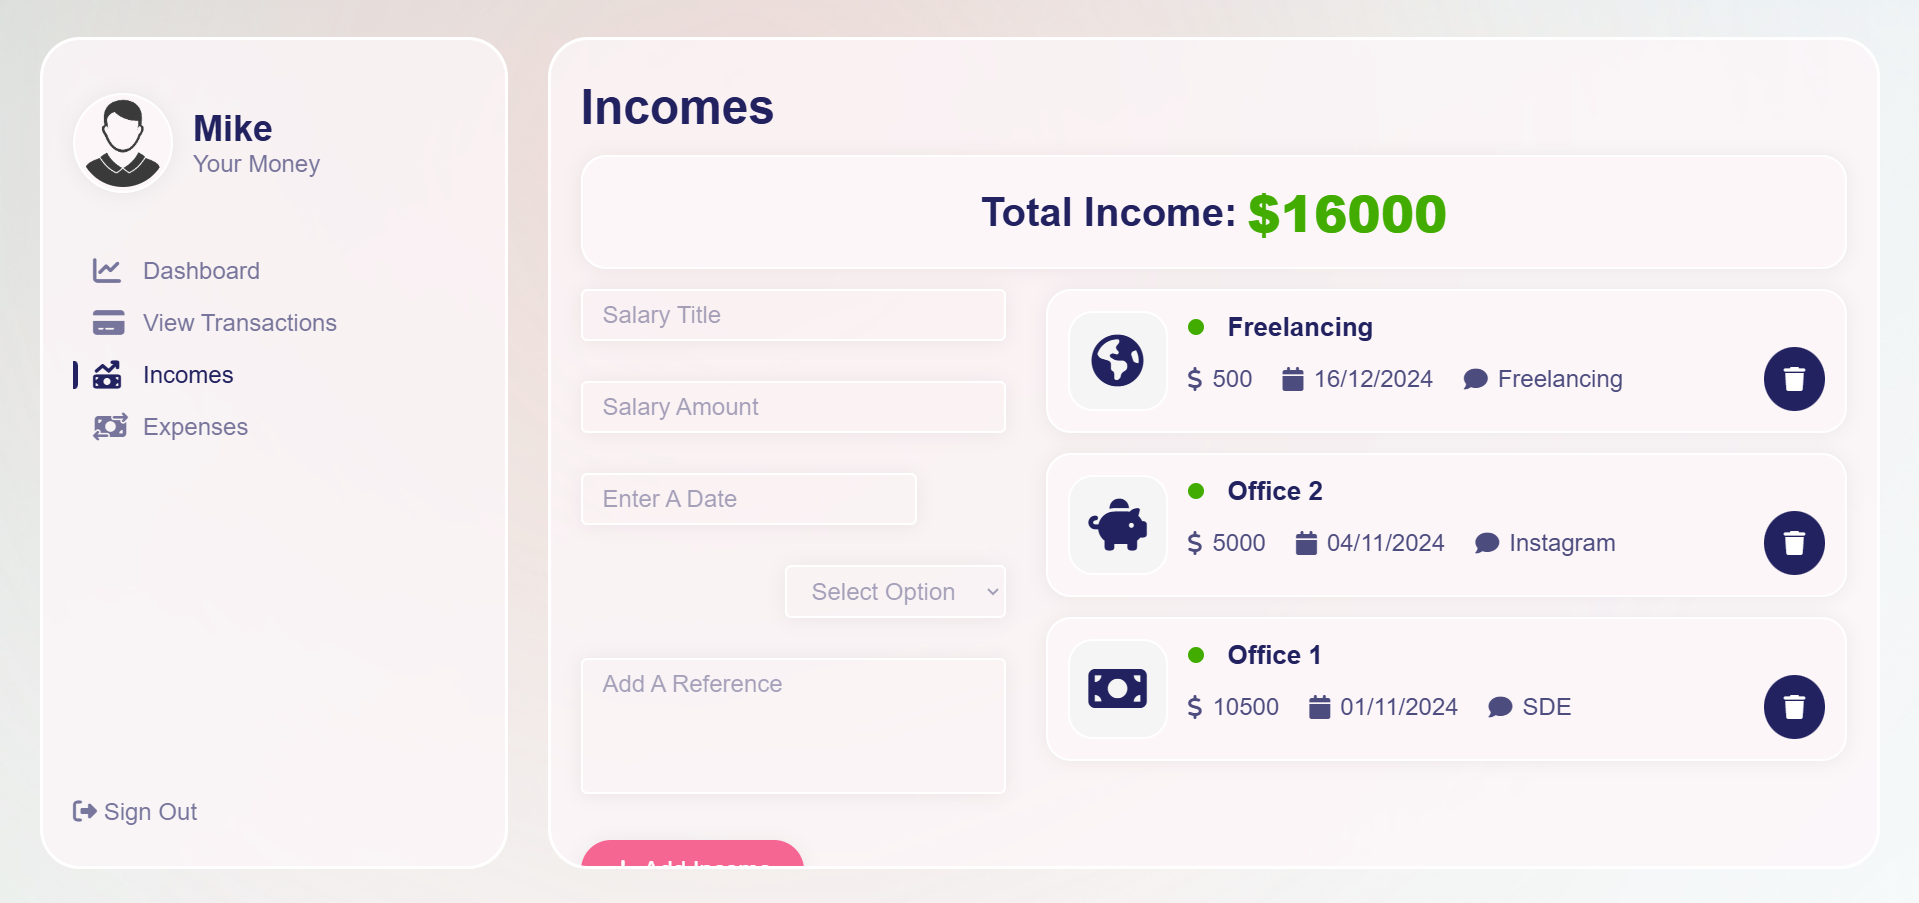 Mike
Your Money
Dashboard
View Transactions
Incomes
Expenses
Sign Out
Incomes
Total Income: $16000
Salary Title
Salary Amount
Enter A Date
Select Option
Add A Reference
Add Income
Freelancing
$ 500 16/12/2024 Freelancing
Office 2
$ 5000 04/11/2024 Instagram
Office 1
$ 10500 01/11/2024 SDE